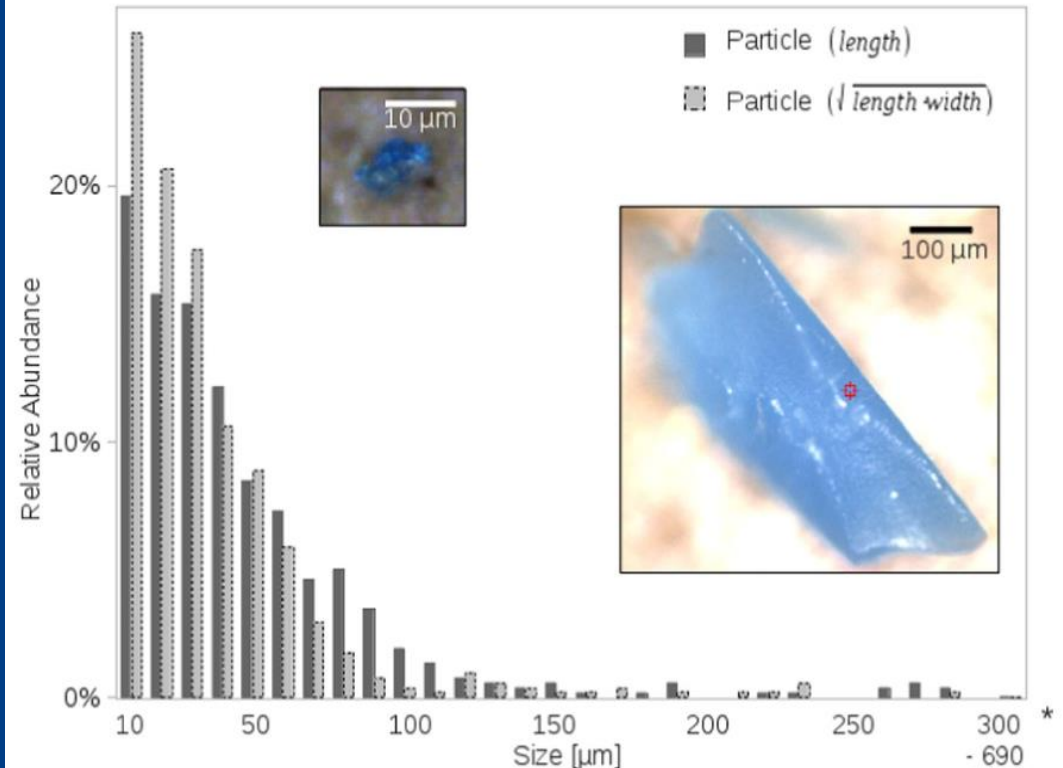 Particle (length)
Particle (√length·width)
10 µm
100 µm
20%
10%
0%
Relative Abundance
10 50 100 150 200 250 300 *
- 690
Size [µm]